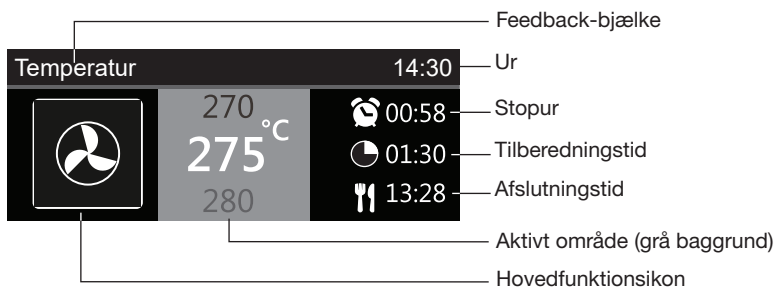 Feedback-bjælke
Temperatur 14:30
Ur
270
275°C
280
00:58
Stopur
01:30
Tilberedningstid
13:28
Afslutningstid
Aktivt område (grå baggrund)
Hovedfunktionsikon